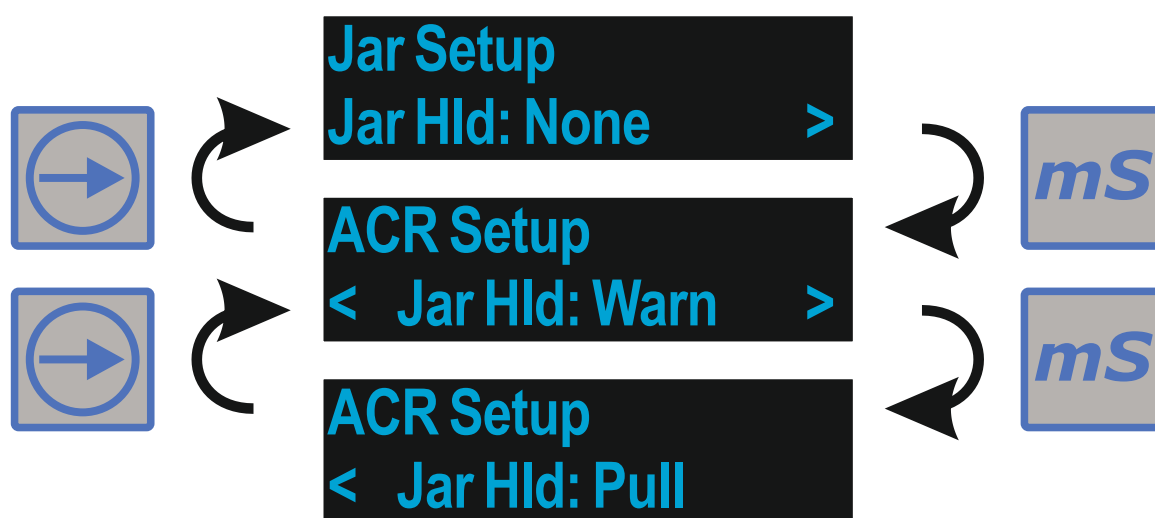 Jar Setup
Jar Hld: None >
mS
ACR Setup
< Jar Hld: Warn >
mS
ACR Setup
< Jar Hld: Pull